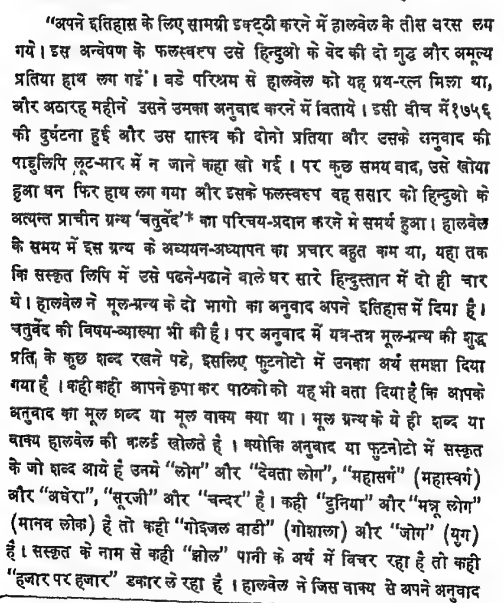 “अपने इतिहास के लिए सामग्री इक्ट्ठी करने में हालवेल के तीस बरस लग
गये । इस अन्वेषण के फलस्वरुप उसे हिन्दुओ के वेद की दो शुद्ध और अमूल्य
प्रतिया हाथ लग गई । बडे परिश्रम से हालवेल को यह ग्रथ-रत्न मिला था,
और अठारह महीने उसने उमका अनुवाद करने में बिताये । इसी वीच में १७५६
की दुर्घटना हुई और उस शास्त्र की दोनो प्रतिया और उसके अनुवाद की
पाडुलिपि लूट-मार में न जाने कहा खो गई । पर कुछ समय वाद, उसे खोया
हुआ धन फिर हाथ लग गया और इसके फलस्वरुप वह ससार को हिन्दुओ के
अत्यन्त प्राचीन ग्रन्थ ‘चतुर्वेद’* का परिचय-प्रदान करने मे समर्थ हुआ । हालवेल
के समय में इस ग्रन्थ के अध्ययन-अध्यापन का प्रचार बहुत कम था, यहा तक
कि सस्कृत लिपि में उसे पढने-पढाने वाले घर सारे हिन्दुस्तान में दो ही चार
थे । हालवेल ने मूल-ग्रन्थ के दो भागो का अनुवाद अपने इतिहास में दिया है ।
चतुर्वेद की विषय-व्याख्या भी की है । पर अनुवाद में यत्र-तत्र मूल-ग्रन्थ की शुद्ध
प्रति के कुछ शब्द रखने पडे, इसलिए फुटनोटो में उनका अर्थ समझा दिया
गया है । कही कही आपने कृपा कर पाठको को यह भी वता दिया है कि आपके
अनुवाद का मूल शब्द या मूल वाक्य क्या था । मूल ग्रन्थ के ये ही शब्द या
वाक्य हालवेल की कलई खोलते है । क्योकि अनुवाद या फुटनोटो में सस्कृत
के जो शब्द आये है उनमे “लोग” और “देवता लोग”, “महासर्ग” (महास्वर्ग)
और “अधेरा”, “सूरजी” और “चन्दर” है । कही “दुनिया” और “मन्नू लोग”
(मानव लोक) है तो कही “गोइजल बाडी” (गोशाला) और “जोग” (युग)
है । सस्कृत के नाम से कही “झोल” पानी के अर्थ में विचर रहा है तो कही
“हजार पर हजार” डकार ले रहा है । हालवेल ने जिस वाक्य से अपने अनुवाद